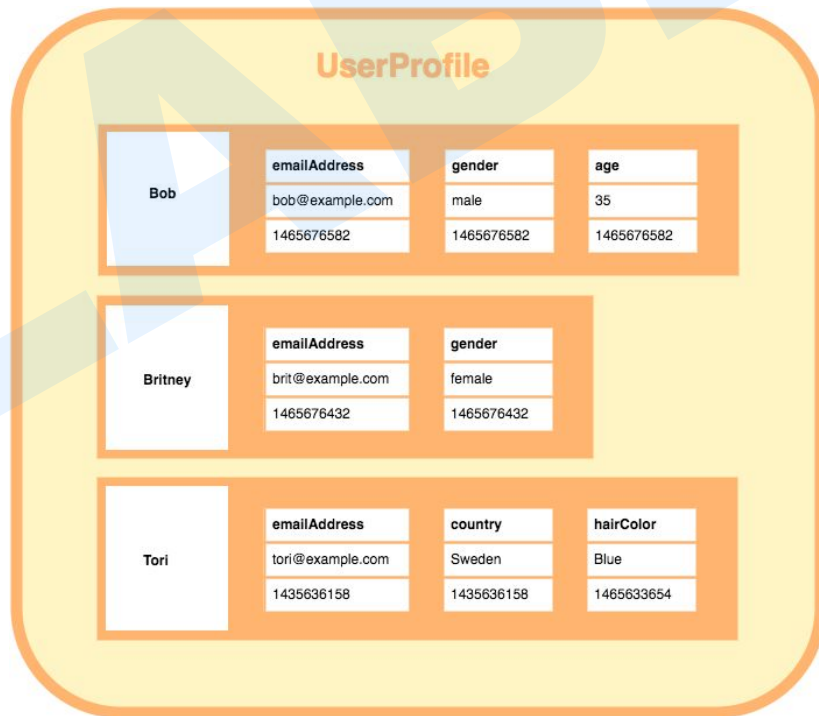 UserProfile
Bob
emailAddress gender age
bob@example.com male 35
1465676582 1465676582 1465676582
Britney
emailAddress gender
brit@example.com female
1465676432 1465676432
Tori
emailAddress country hairColor
tori@example.com Sweden Blue
1435636158 1435636158 1465633654